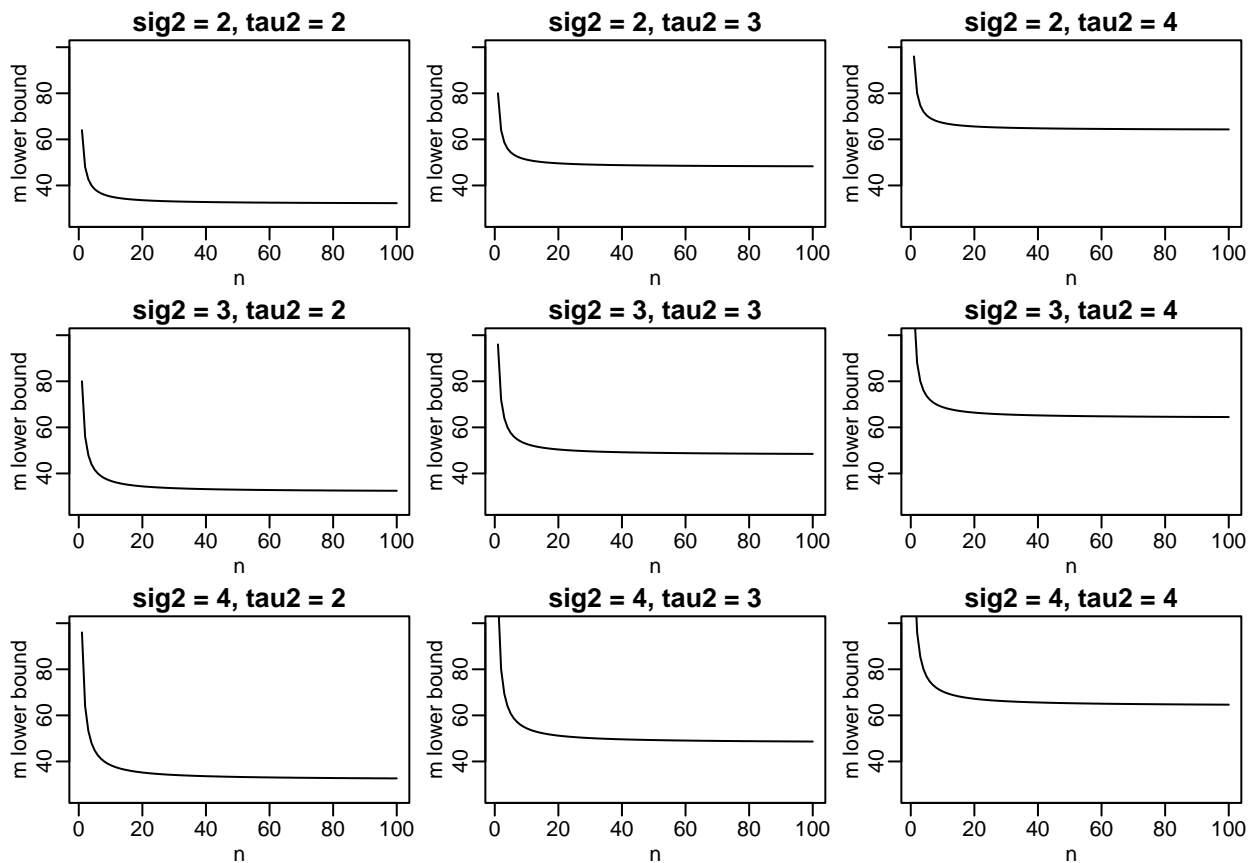 sig2 = 2, tau2 = 2
m lower bound
40 60 80
0 20 40 60 80 100
n
sig2 = 2, tau2 = 3
m lower bound
40 60 80
0 20 40 60 80 100
n
sig2 = 2, tau2 = 4
m lower bound
40 60 80
0 20 40 60 80 100
n
sig2 = 3, tau2 = 2
m lower bound
40 60 80
0 20 40 60 80 100
n
sig2 = 3, tau2 = 3
m lower bound
40 60 80
0 20 40 60 80 100
n
sig2 = 3, tau2 = 4
m lower bound
40 60 80
0 20 40 60 80 100
n
sig2 = 4, tau2 = 2
m lower bound
40 60 80
0 20 40 60 80 100
n
sig2 = 4, tau2 = 3
m lower bound
40 60 80
0 20 40 60 80 100
n
sig2 = 4, tau2 = 4
m lower bound
40 60 80
0 20 40 60 80 100
n